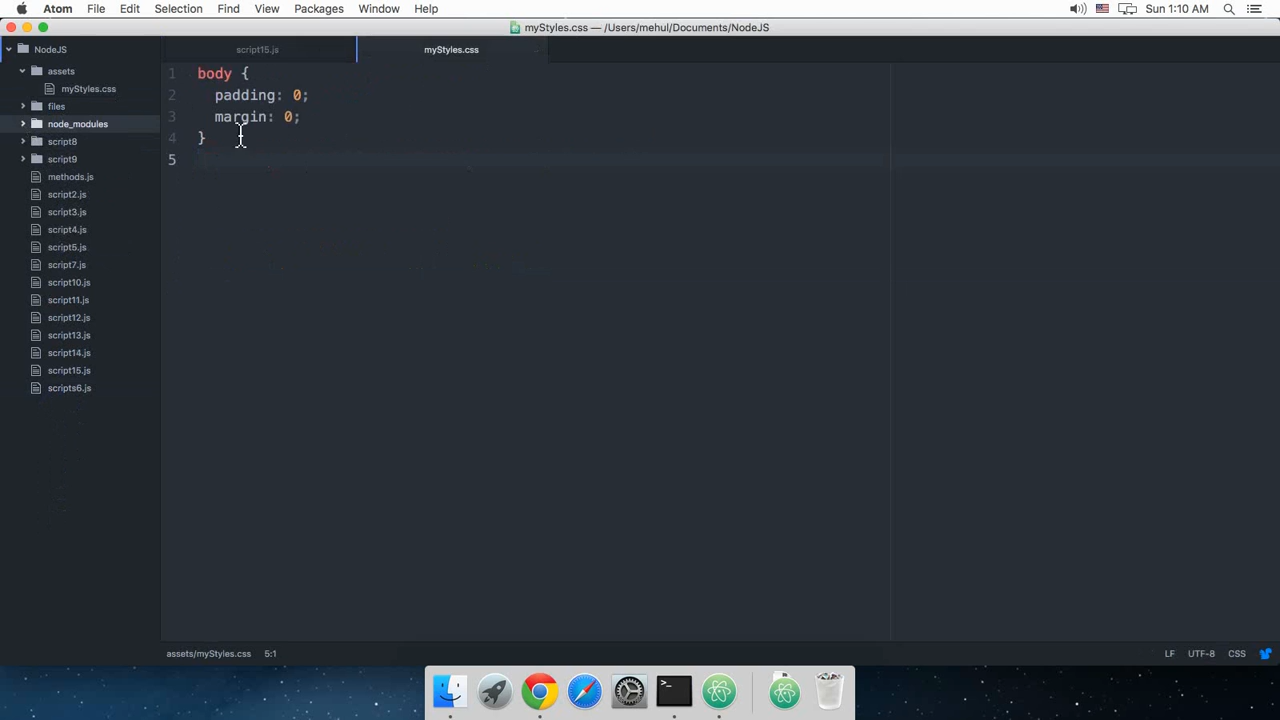 Atom File Edit Selection Find View Packages Window Help Sun 1:10 AM
myStyles.css — /Users/mehul/Documents/NodeJS
NodeJS
assets
myStyles.css
files
node_modules
script8
script9
methods.js
script2.js
script3.js
script4.js
script5.js
script7.js
script10.js
script11.js
script12.js
script13.js
script14.js
script15.js
scripts6.js
script15.js myStyles.css
1 body {
2 padding: 0;
3 margin: 0;
4 }
5
assets/myStyles.css 5:1 LF UTF-8 CSS
>_